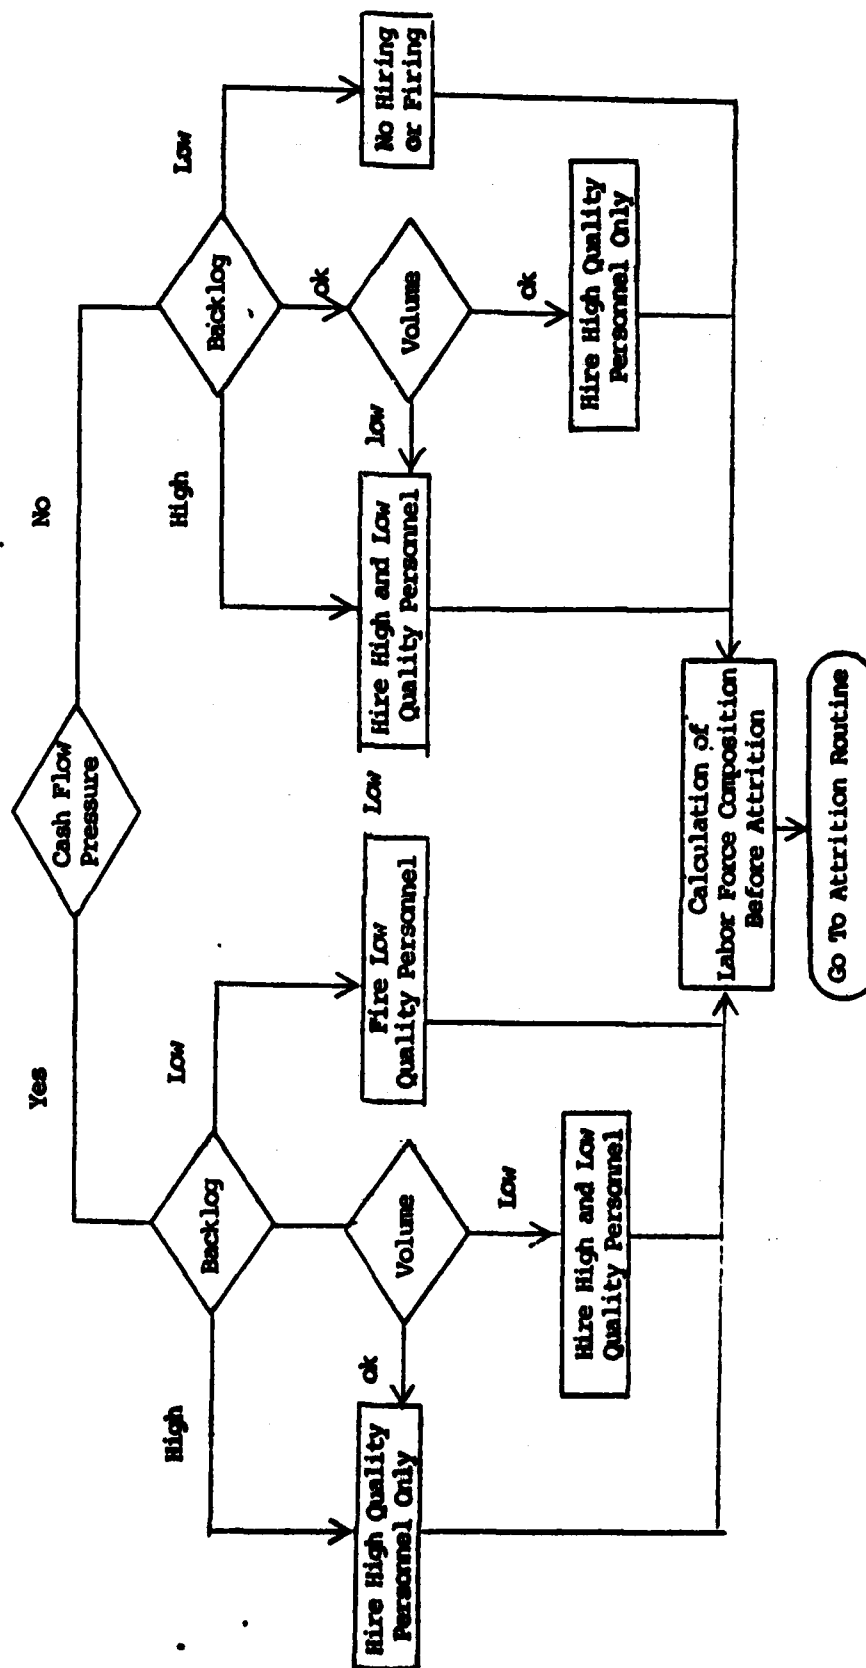 Cash Flow
Pressure
Yes
No
Backlog
High
Low
Backlog
High
Low
ok
Hire High Quality
Personnel Only
ok
Volume
Low
Fire Low
Quality Personnel
Low
Hire High and Low
Quality Personnel
low
Volume
ok
No Hiring
or Firing
Hire High and Low
Quality Personnel
Hire High Quality
Personnel Only
Calculation of
Labor Force Composition
Before Attrition
Go To Attrition Routine